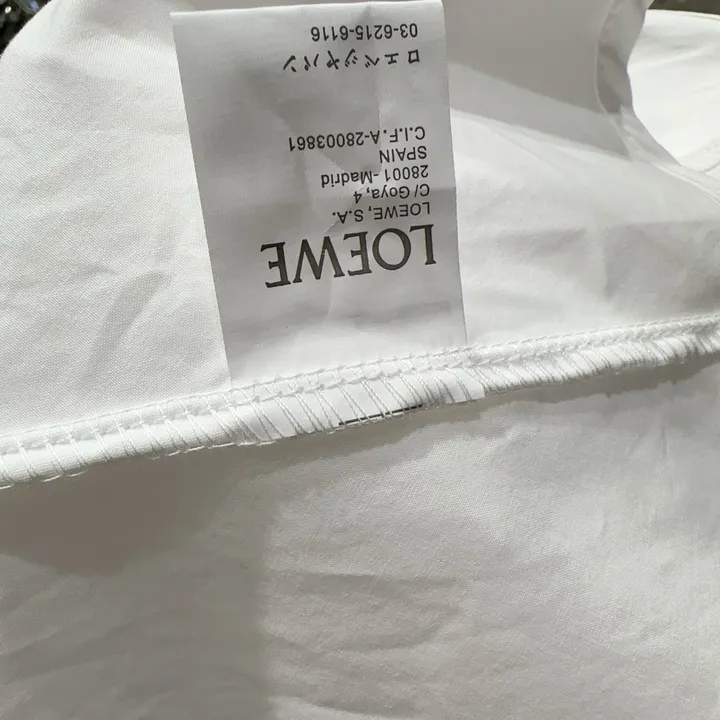 LOEWE
LOEWE, S.A.
C/ Goya, 4
28001 -Madrid
SPAIN
C.I.F.A-28003861
ロエベジャパン
03-6215-6116